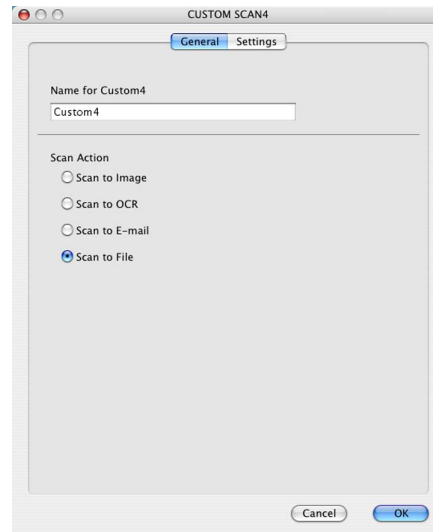 CUSTOM SCAN4
General Settings
Name for Custom4
Custom4
Scan Action
Scan to Image
Scan to OCR
Scan to E-mail
Scan to File
Cancel OK